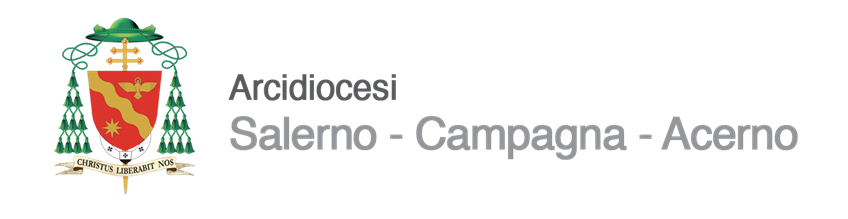 Arcidiocesi
Salerno - Campagna - Acerno
CHRISTUS LIBERABIT NOS